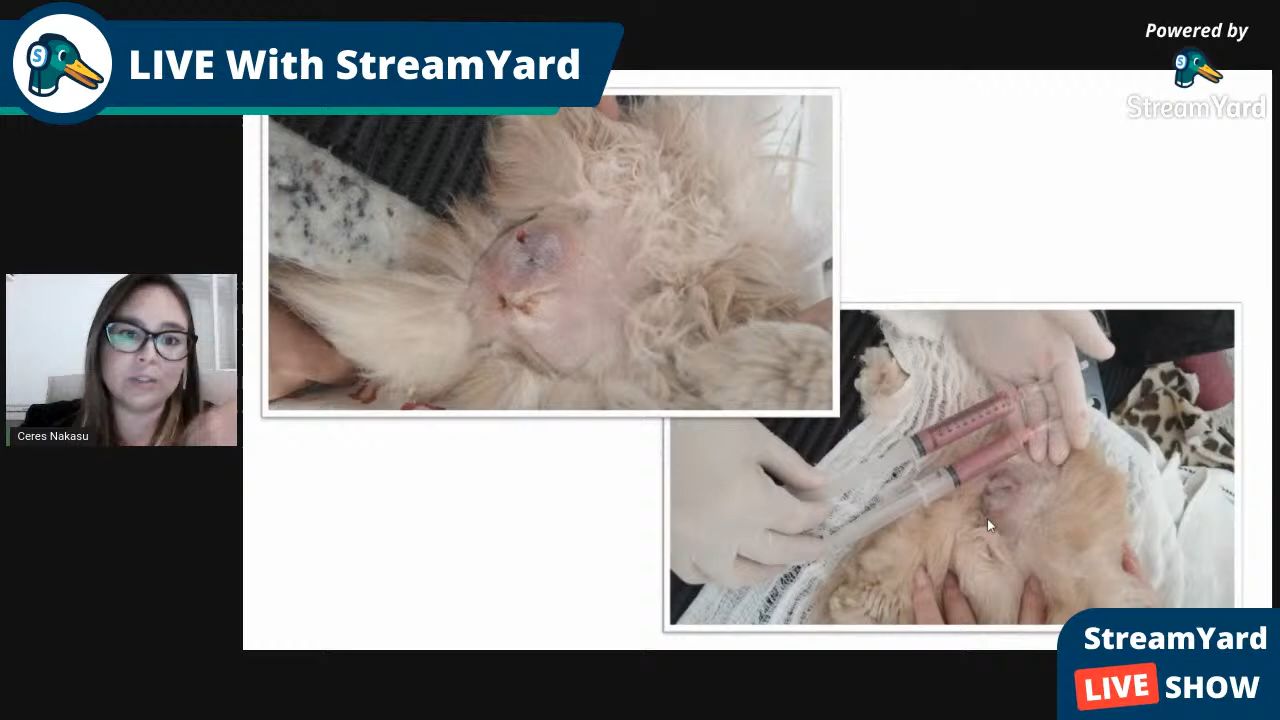 LIVE With StreamYard
Powered by
StreamYard
Ceres Nakasu
StreamYard
LIVE SHOW